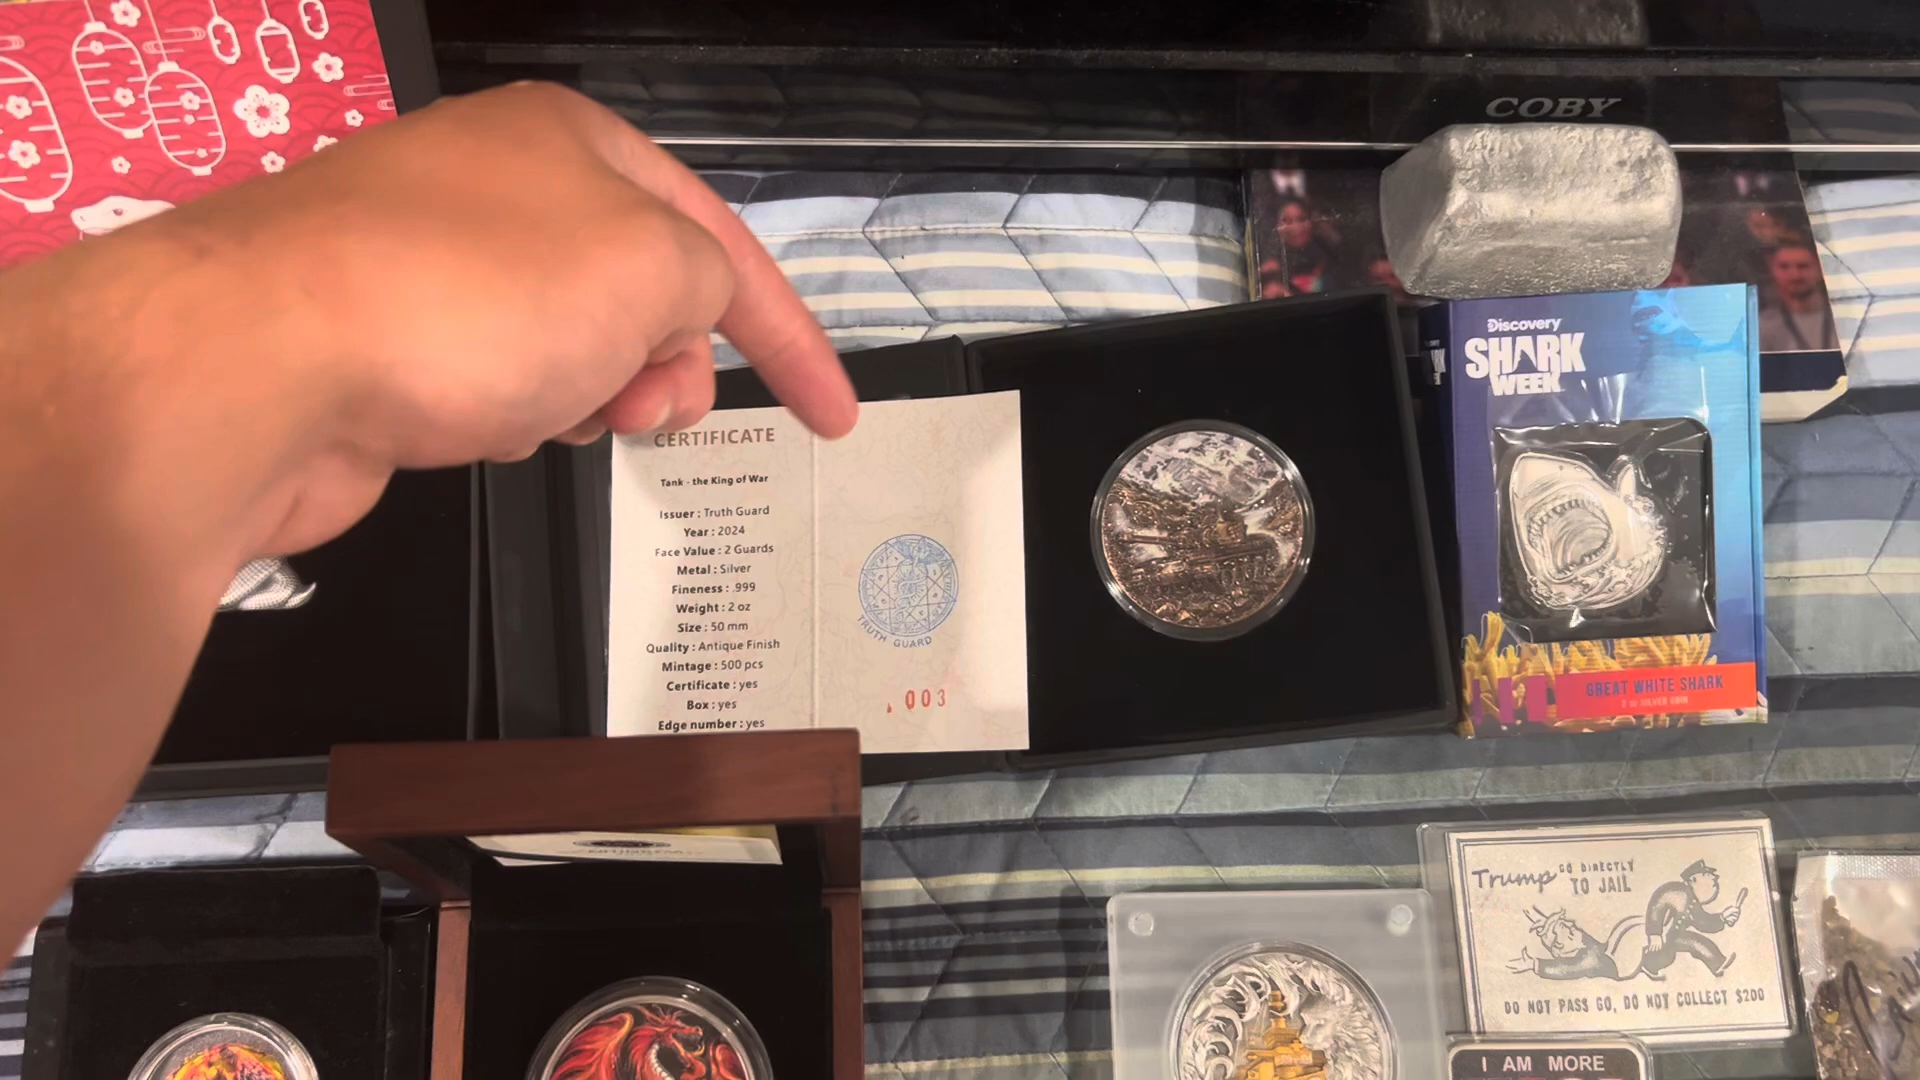 COBY
Discovery
SHARK
WEEK
GREAT WHITE SHARK
CERTIFICATE
Tank - the King of War
Issuer : Truth Guard
Year : 2024
Face Value : 2 Guards
Metal : Silver
Fineness : .999
Weight : 2 oz
Size : 50 mm
Quality : Antique Finish
Mintage : 500 pcs
Certificate : yes
Box : yes
Edge number : yes
TRUTH GUARD
003
Trump GO DIRECTLY
TO JAIL
DO NOT PASS GO, DO NOT COLLECT $200
I AM MORE